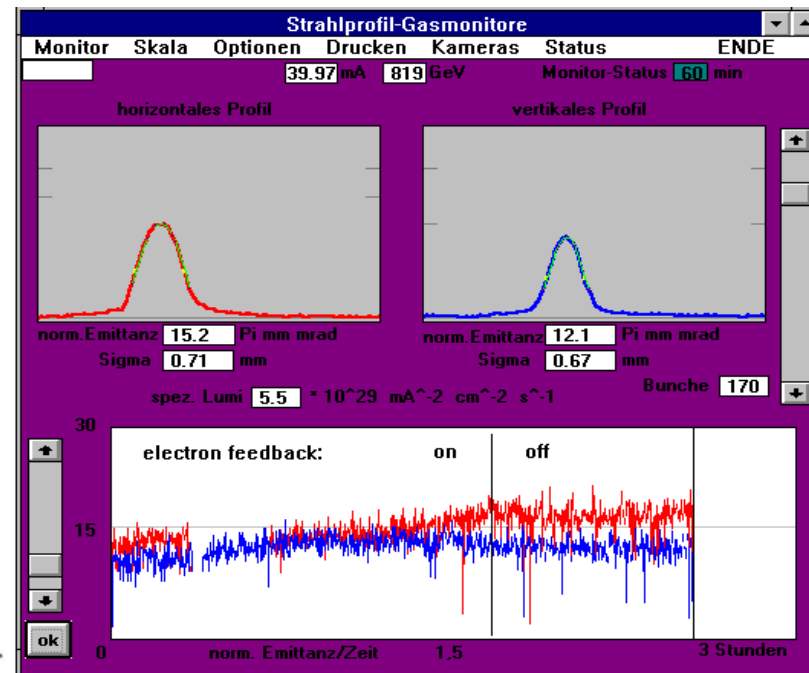 Strahlprofil-Gasmonitore
Monitor Skala Optionen Drucken Kameras Status ENDE
39.97 mA 819 GeV Monitor-Status 60 min
horizontales Profil vertikales Profil
norm.Emittanz 15.2 Pi mm mrad norm.Emittanz 12.1 Pi mm mrad
Sigma 0.71 mm Sigma 0.67 mm
spez. Lumi 5.5 * 10^29 mA^-2 cm^-2 s^-1 Bunche 170
30
electron feedback: on off
15
ok 0 norm. Emittanz/Zeit 1,5 3 Stunden